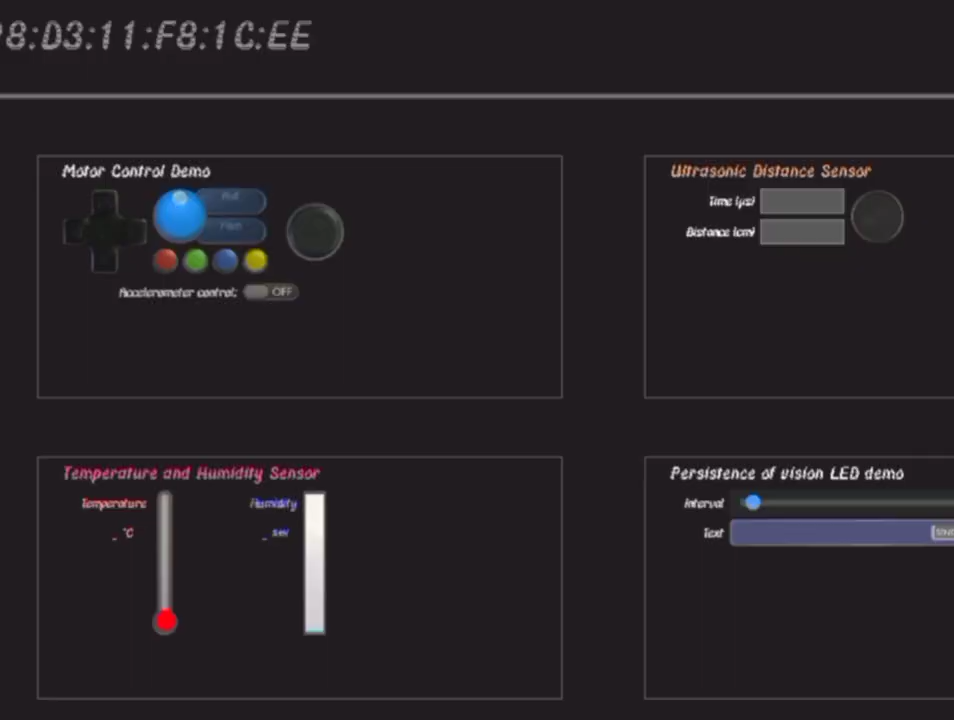 8:D3:11:F8:1C:EE
Motor Control Demo
Accelerometer control:
OFF
Ultrasonic Distance Sensor
Time (µs)
Distance (cm)
Temperature and Humidity Sensor
Temperature
Humidity
_ °C
Persistence of vision LED demo
Interval
Text